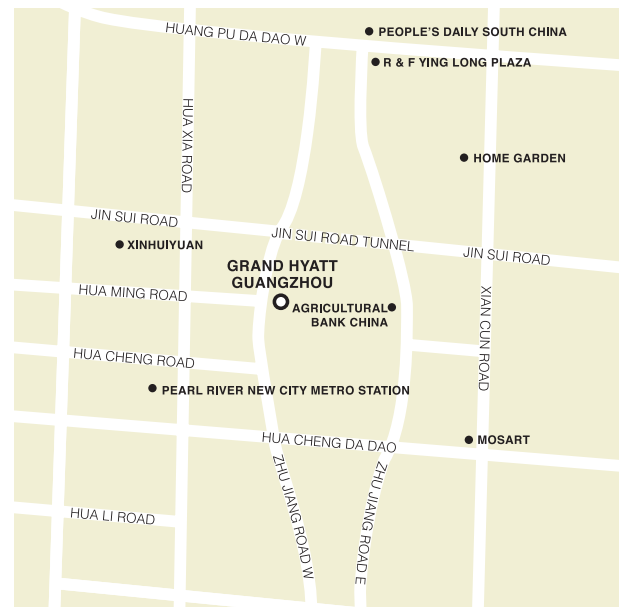 HUANG PU DA DAO W
PEOPLE'S DAILY SOUTH CHINA
R & F YING LONG PLAZA
HUA XIA ROAD
HOME GARDEN
JIN SUI ROAD
JIN SUI ROAD TUNNEL
JIN SUI ROAD
XINHUIYUAN
GRAND HYATT
GUANGZHOU
HUA MING ROAD
AGRICULTURAL
BANK CHINA
XIAN CUN ROAD
HUA CHENG ROAD
PEARL RIVER NEW CITY METRO STATION
HUA CHENG DA DAO
MOSART
ZHU JIANG ROAD W
ZHU JIANG ROAD E
HUA LI ROAD